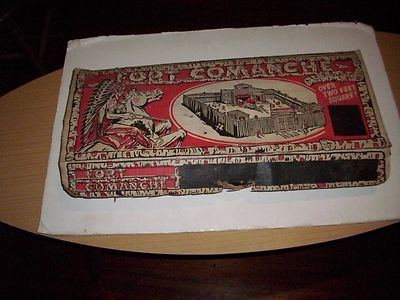 FORT COMANCHE
OVER
TWO FEET
SQUARE
FORT
COMANCHE